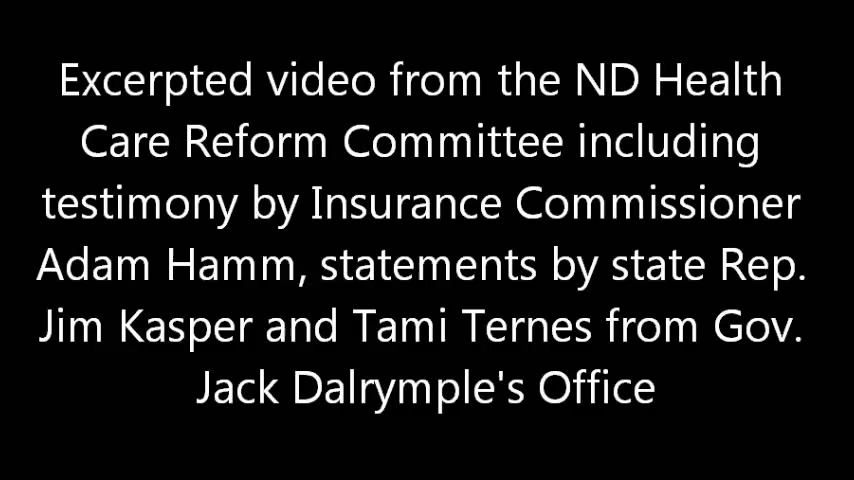 Excerpted video from the ND Health
Care Reform Committee including
testimony by Insurance Commissioner
Adam Hamm, statements by state Rep.
Jim Kasper and Tami Ternes from Gov.
Jack Dalrymple's Office